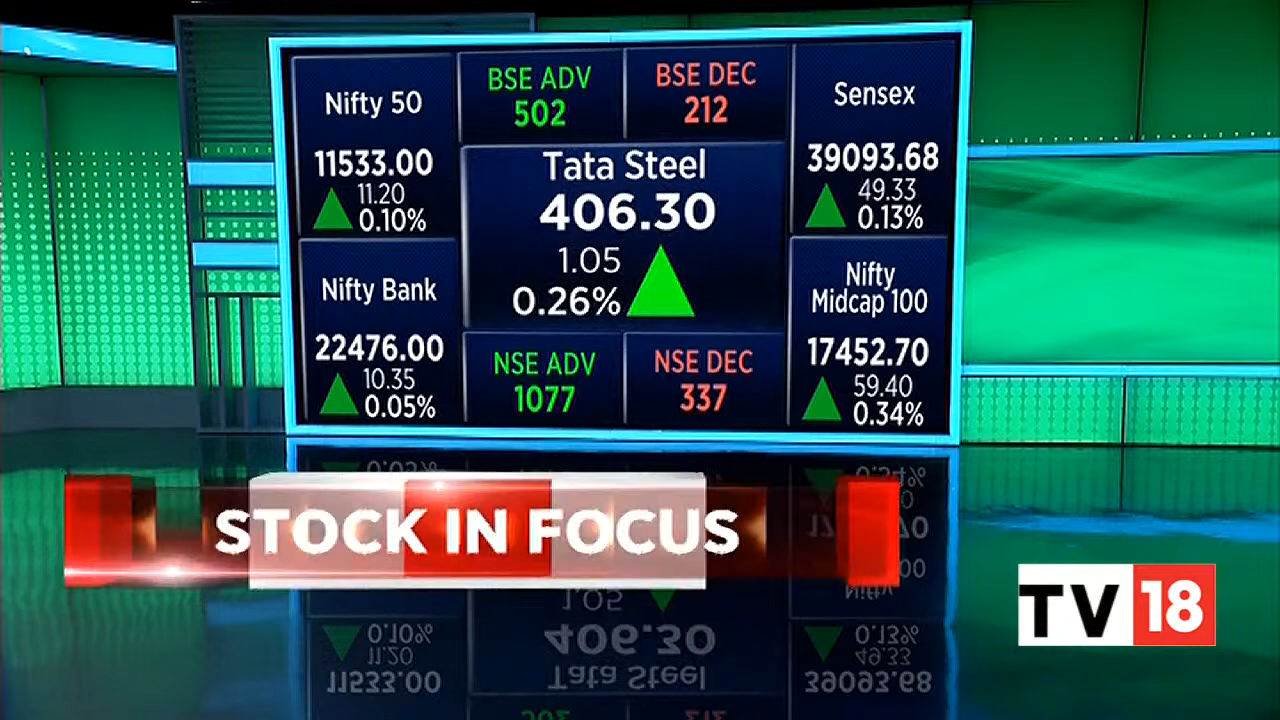 Nifty 50
11533.00
11.20
0.10%
BSE ADV
502
BSE DEC
212
Sensex
39093.68
49.33
0.13%
Tata Steel
406.30
1.05
0.26%
Nifty Bank
22476.00
10.35
0.05%
NSE ADV
1077
NSE DEC
337
Nifty
Midcap 100
17452.70
59.40
0.34%
STOCK IN FOCUS
TV18